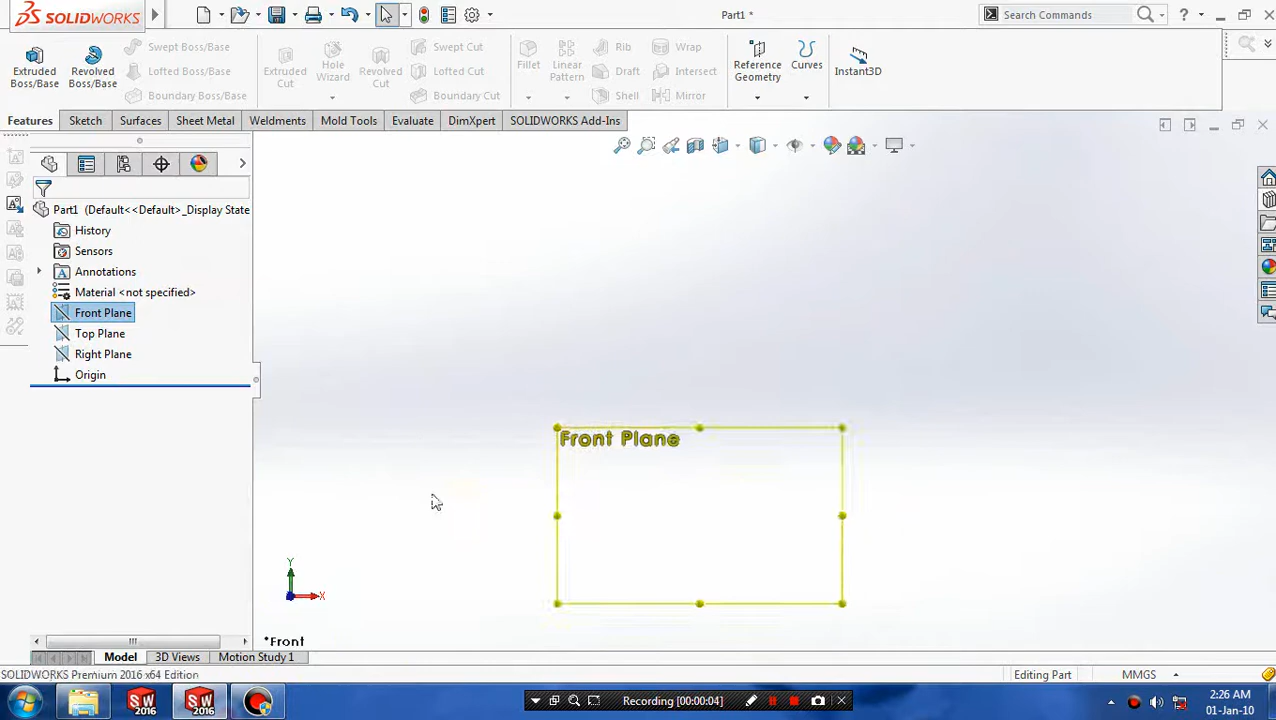 SOLIDWORKS
Part1 *
Search Commands
Extruded Boss/Base
Revolved Boss/Base
Swept Boss/Base
Lofted Boss/Base
Boundary Boss/Base
Extruded Cut
Hole Wizard
Revolved Cut
Swept Cut
Lofted Cut
Boundary Cut
Fillet
Linear Pattern
Rib
Draft
Shell
Wrap
Intersect
Mirror
Reference Geometry
Curves
Instant3D
Features
Sketch
Surfaces
Sheet Metal
Weldments
Mold Tools
Evaluate
DimXpert
SOLIDWORKS Add-Ins
Part1 (Default<<Default>_Display State
History
Sensors
Annotations
Material <not specified>
Front Plane
Top Plane
Right Plane
Origin
Front Plane
Y
X
*Front
Model
3D Views
Motion Study 1
SOLIDWORKS Premium 2016 x64 Edition
Editing Part
MMGS
SW 2016
SW 2016
Recording [00:00:04]
2:26 AM
01-Jan-10